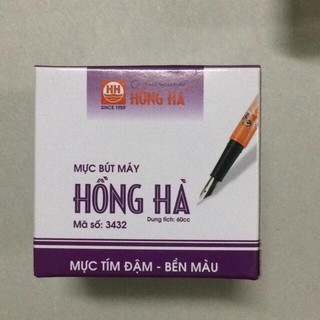 HH
SINCE 1959
HỒNG HÀ
MỰC BÚT MÁY
HỒNG HÀ
Dung tích: 60cc
Mã số: 3432
MỰC TÍM ĐẬM - BỀN MÀU